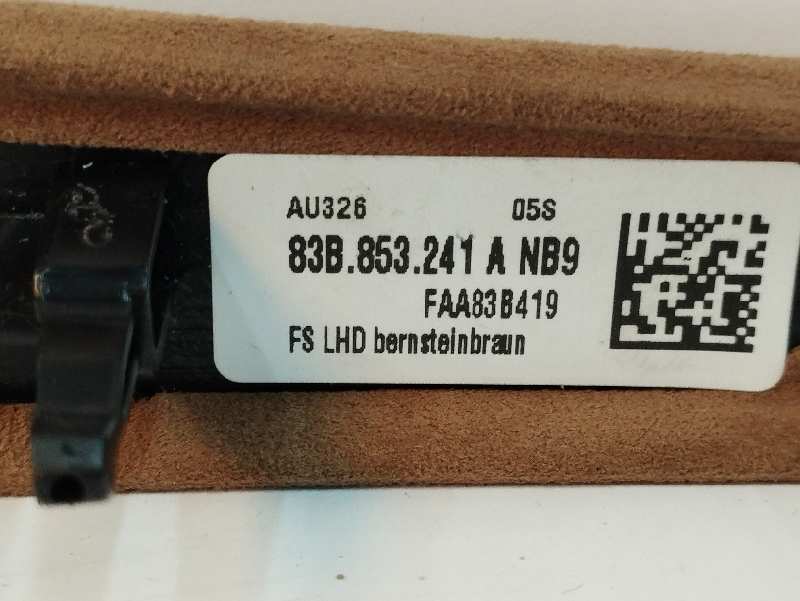 AU326 05S
83B.853.241 A NB9
FAA83B419
FS LHD bernsteinbraun